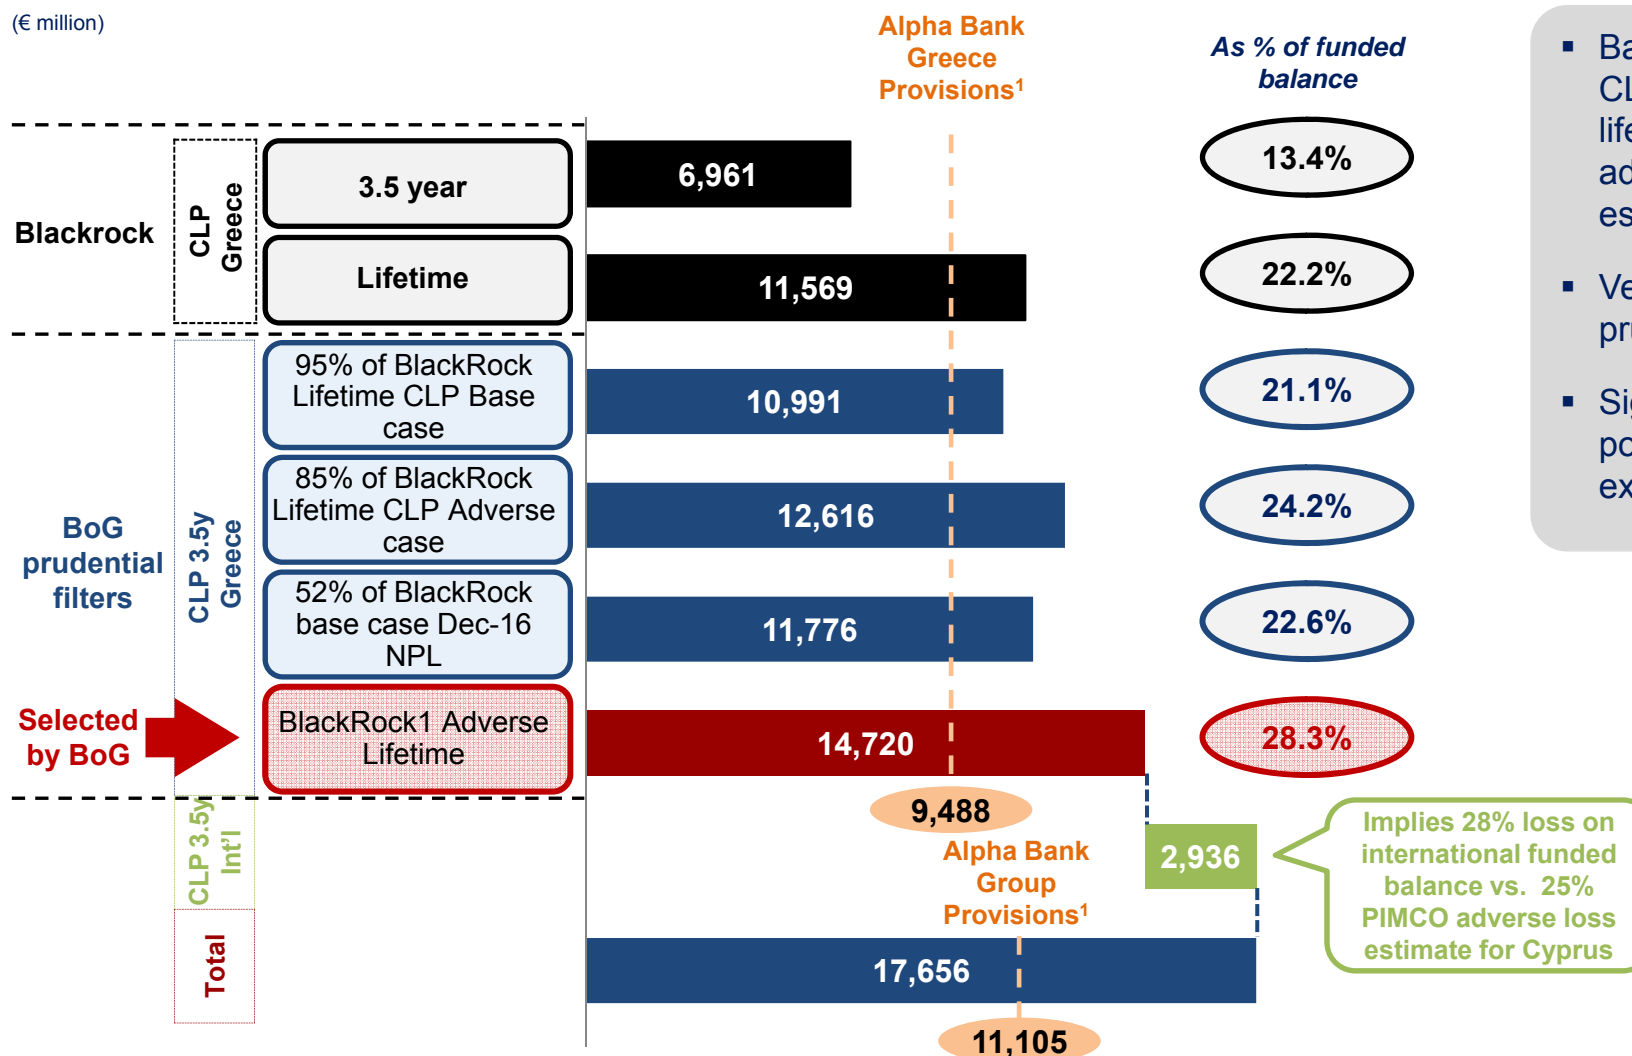 (€ million)
Alpha Bank
Greece
Provisions¹
As % of funded
balance
Blackrock
CLP
Greece
3.5 year
6,961
13.4%
Lifetime
11,569
22.2%
BoG
prudential
filters
CLP 3.5y
Greece
95% of BlackRock
Lifetime CLP Base
case
10,991
21.1%
85% of BlackRock
Lifetime CLP Adverse
case
12,616
24.2%
52% of BlackRock
base case Dec-16
NPL
11,776
22.6%
Selected
by BoG
BlackRock1 Adverse
Lifetime
14,720
28.3%
9,488
CLP 3.5y
Int'l
2,936
Implies 28% loss on
international funded
balance vs. 25%
PIMCO adverse loss
estimate for Cyprus
Alpha Bank
Group
Provisions¹
Total
17,656
11,105